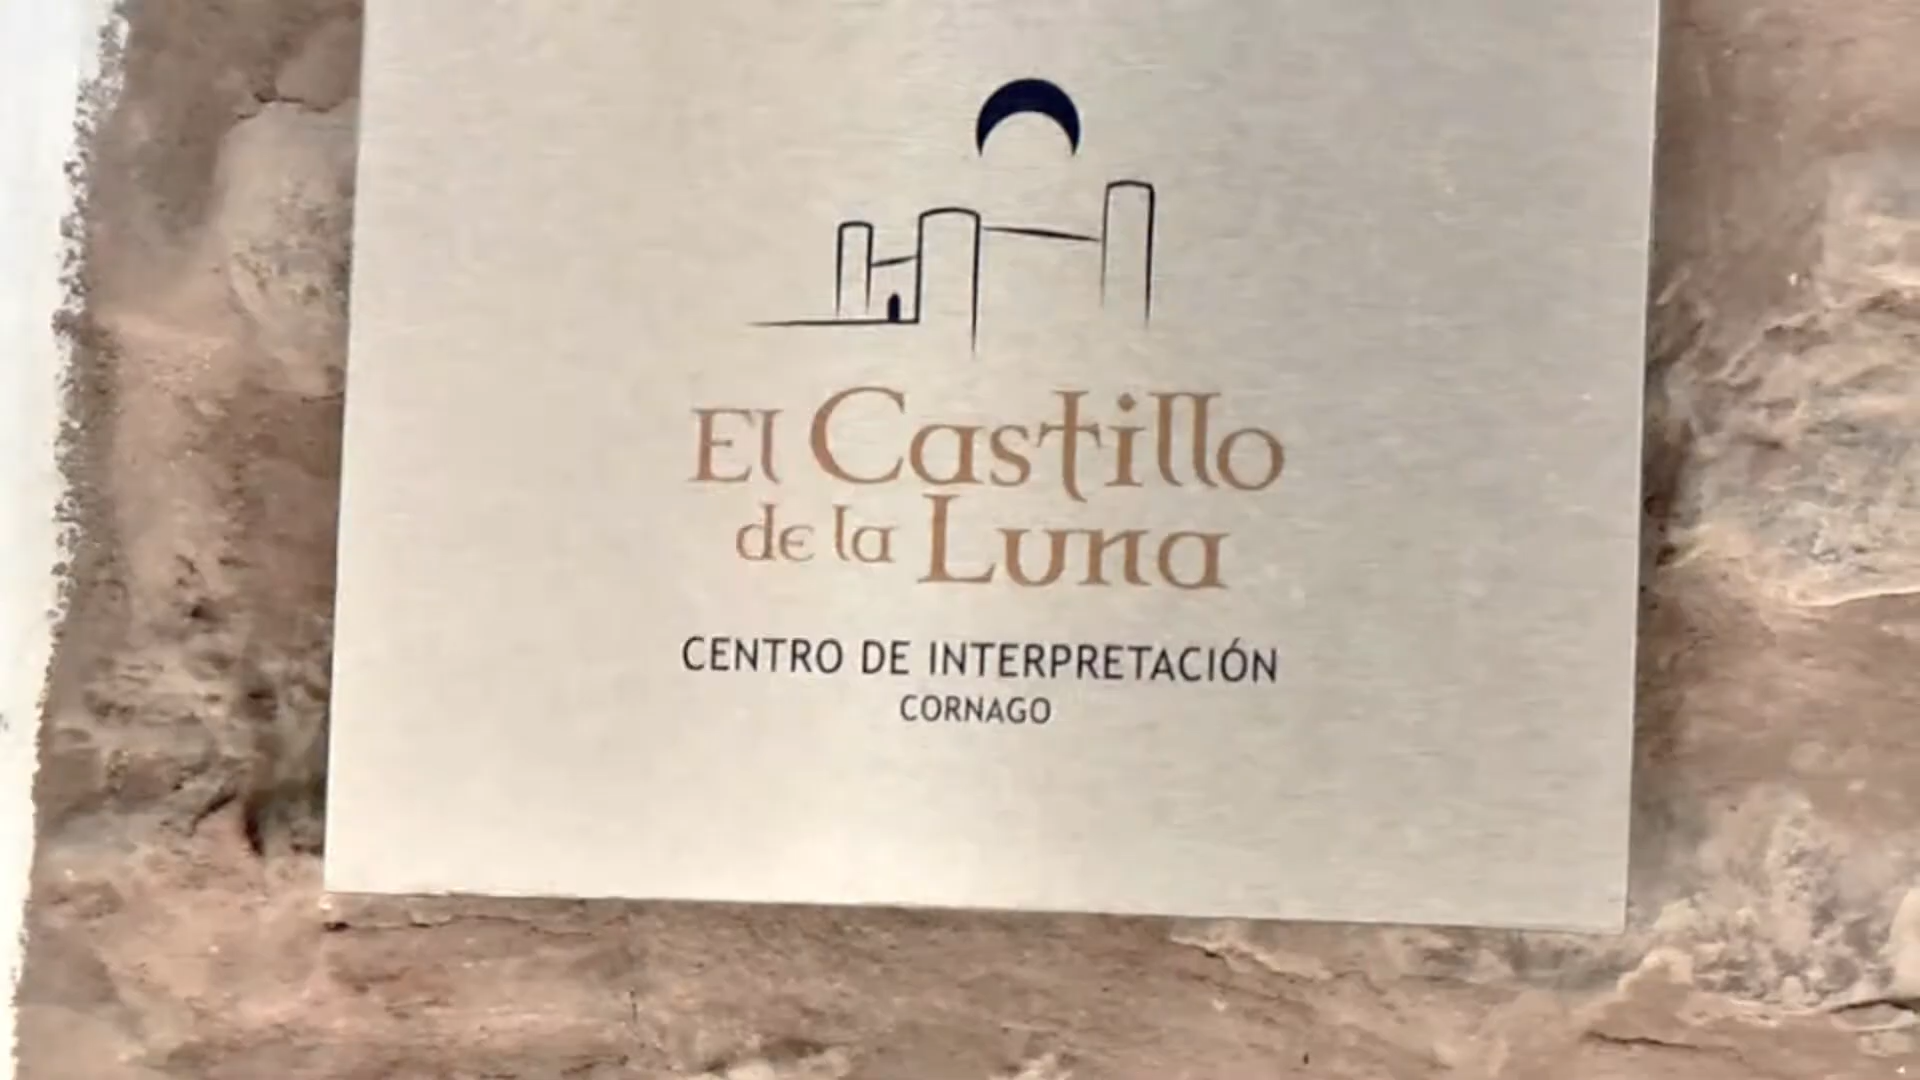 El Castillo
de la Luna
CENTRO DE INTERPRETACIÓN
CORNAGO